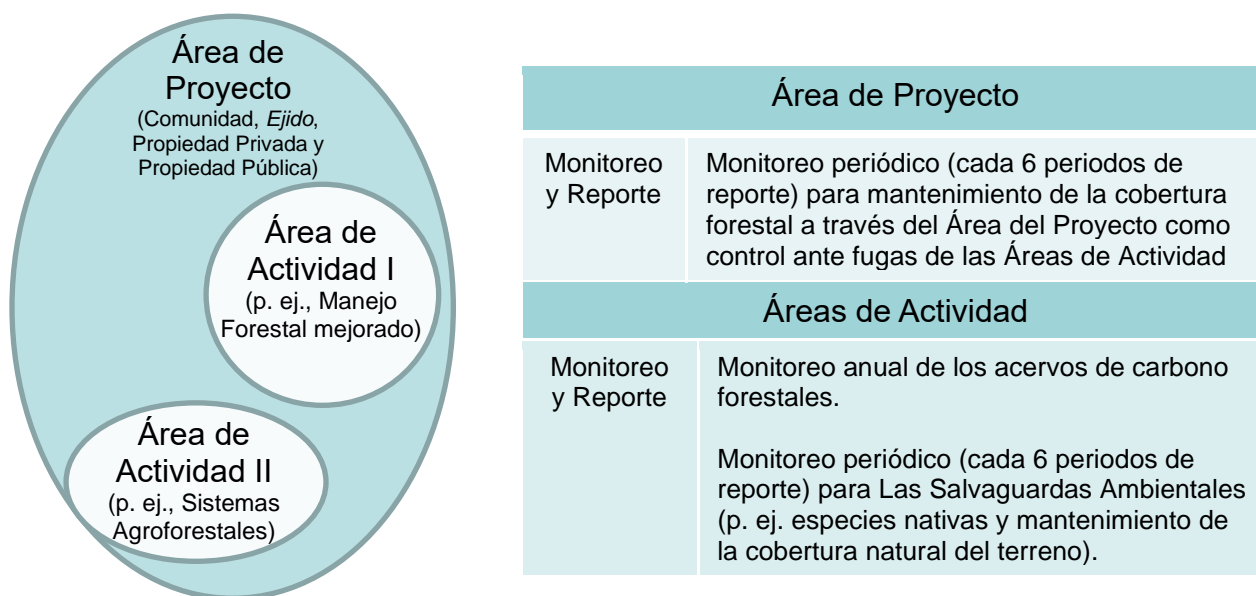 Área de
Proyecto
(Comunidad, Ejido,
Propiedad Privada y
Propiedad Pública)
Área de
Actividad I
(p. ej., Manejo
Forestal mejorado)
Área de
Actividad II
(p. ej., Sistemas
Agroforestales)
Área de Proyecto
Monitoreo
y Reporte
Monitoreo periódico (cada 6 periodos de
reporte) para mantenimiento de la cobertura
forestal a través del Área del Proyecto como
control ante fugas de las Áreas de Actividad
Áreas de Actividad
Monitoreo
y Reporte
Monitoreo anual de los acervos de carbono
forestales.
Monitoreo periódico (cada 6 periodos de
reporte) para Las Salvaguardas Ambientales
(p. ej. especies nativas y mantenimiento de
la cobertura natural del terreno).